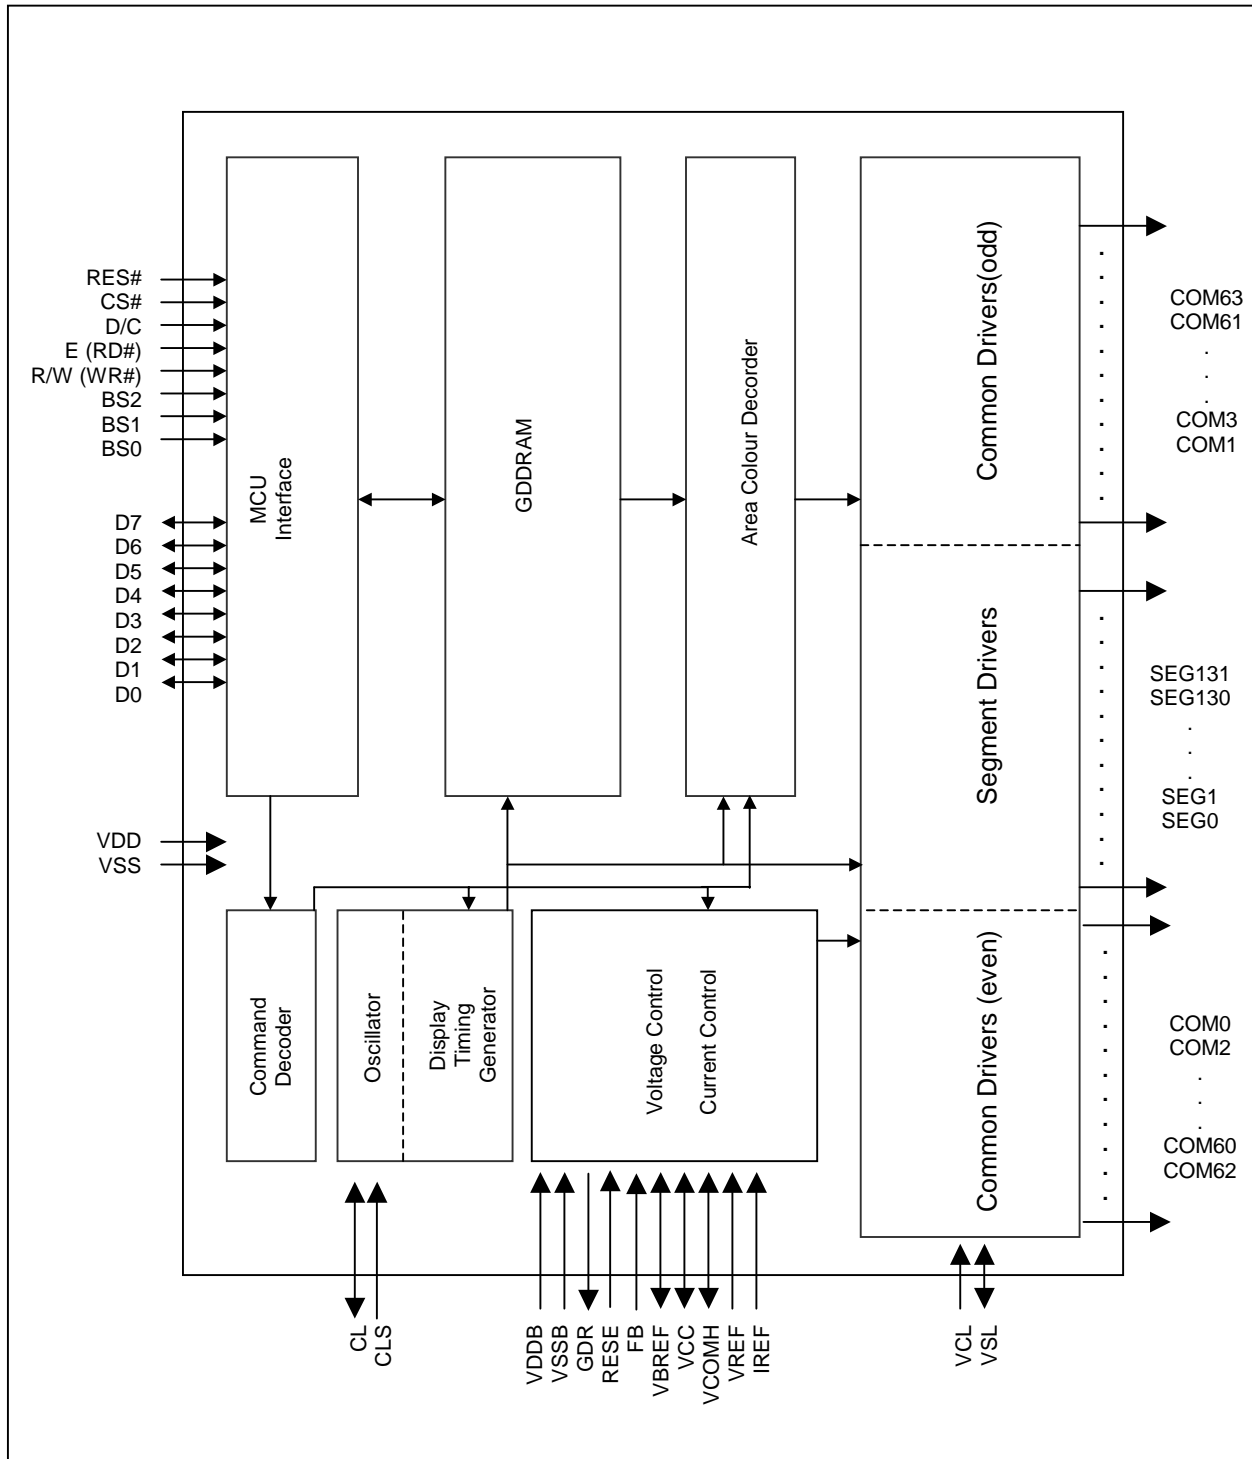 RES#
CS#
D/C
E (RD#)
R/W (WR#)
BS2
BS1
BS0
D7
D6
D5
D4
D3
D2
D1
D0
VDD
VSS
MCU
Interface
GDDRAM
Area Colour Decorder
Common Drivers(odd)
Segment Drivers
Common Drivers (even)
COM63
COM61
.
.
.
COM3
COM1
SEG131
SEG130
.
.
.
SEG1
SEG0
COM0
COM2
.
.
.
COM60
COM62
Command
Decoder
Oscillator
Display
Timing
Generator
Voltage Control
Current Control
CL
CLS
VDDB
VSSB
GDR
RESE
FB
VBREF
VCC
VCOMH
VREF
IREF
VCL
VSL